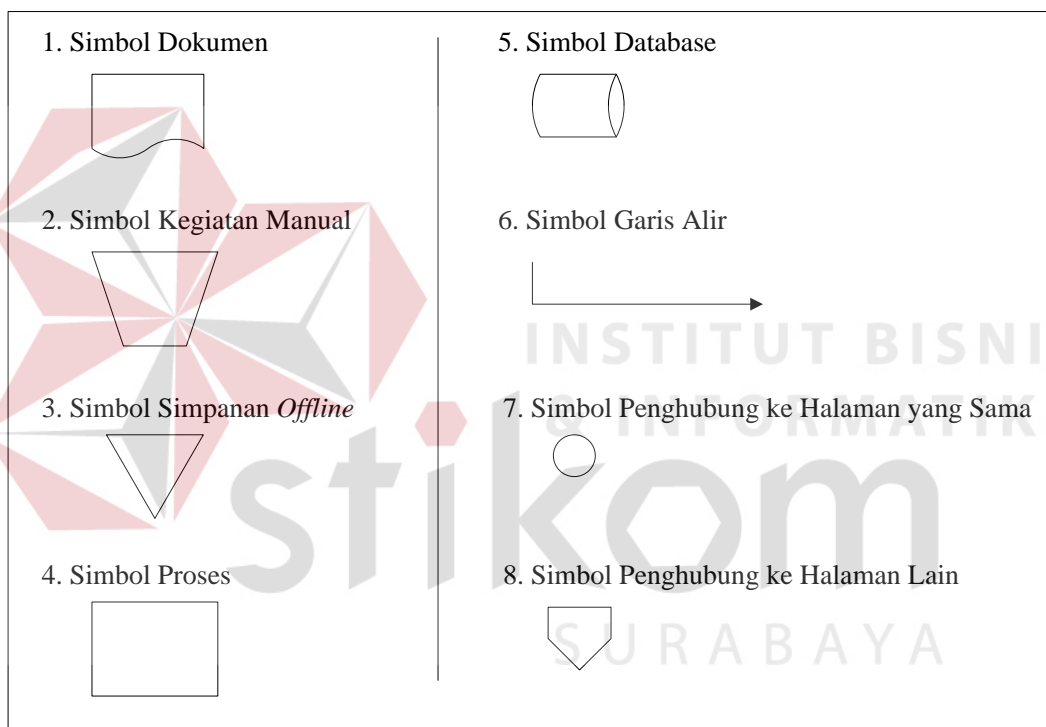 1. Simbol Dokumen
2. Simbol Kegiatan Manual
3. Simbol Simpanan Offline
4. Simbol Proses
5. Simbol Database
6. Simbol Garis Alir
7. Simbol Penghubung ke Halaman yang Sama
8. Simbol Penghubung ke Halaman Lain
INSTITUT BISNI
& INFORMATIK
stikom
SURABAYA